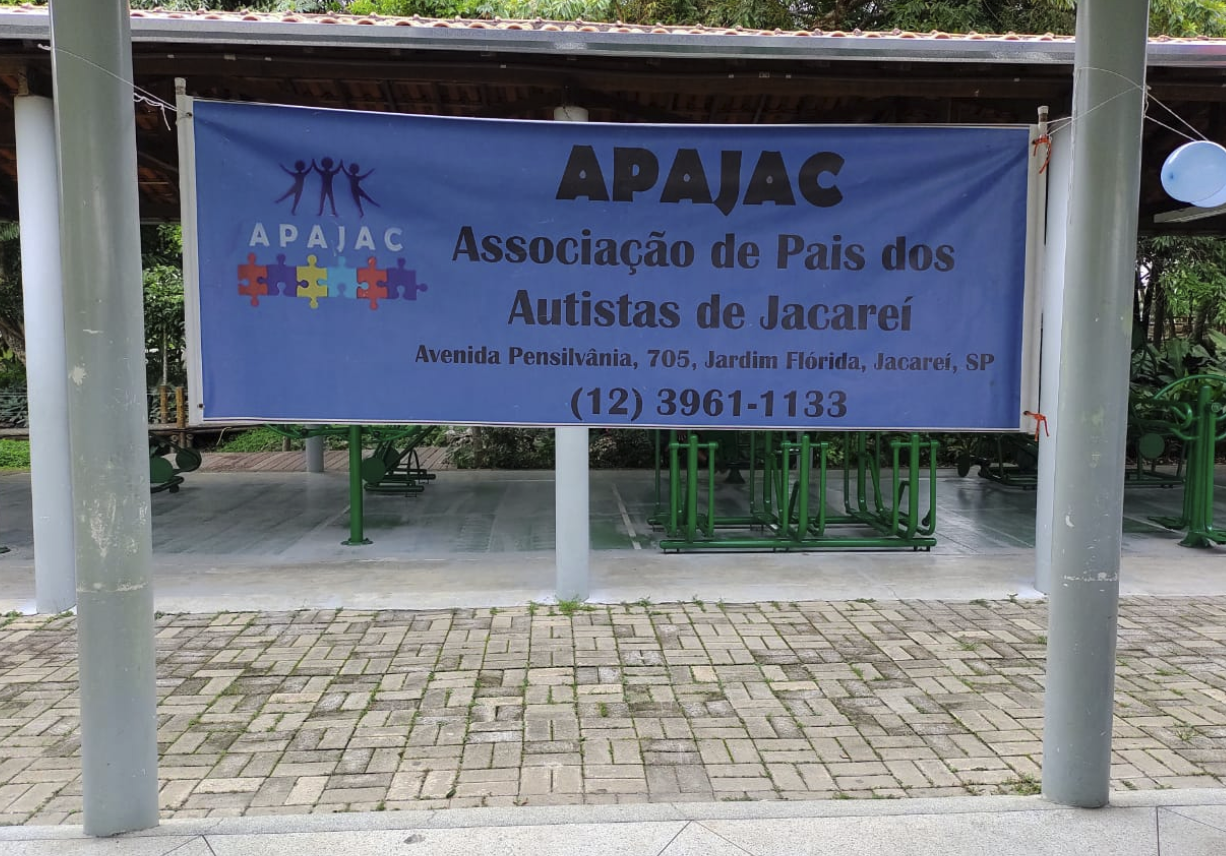 APAJAC
APAJAC
Associação de Pais dos
Autistas de Jacareí
Avenida Pensilvânia, 705, Jardim Flórida, Jacareí, SP
(12) 3961-1133